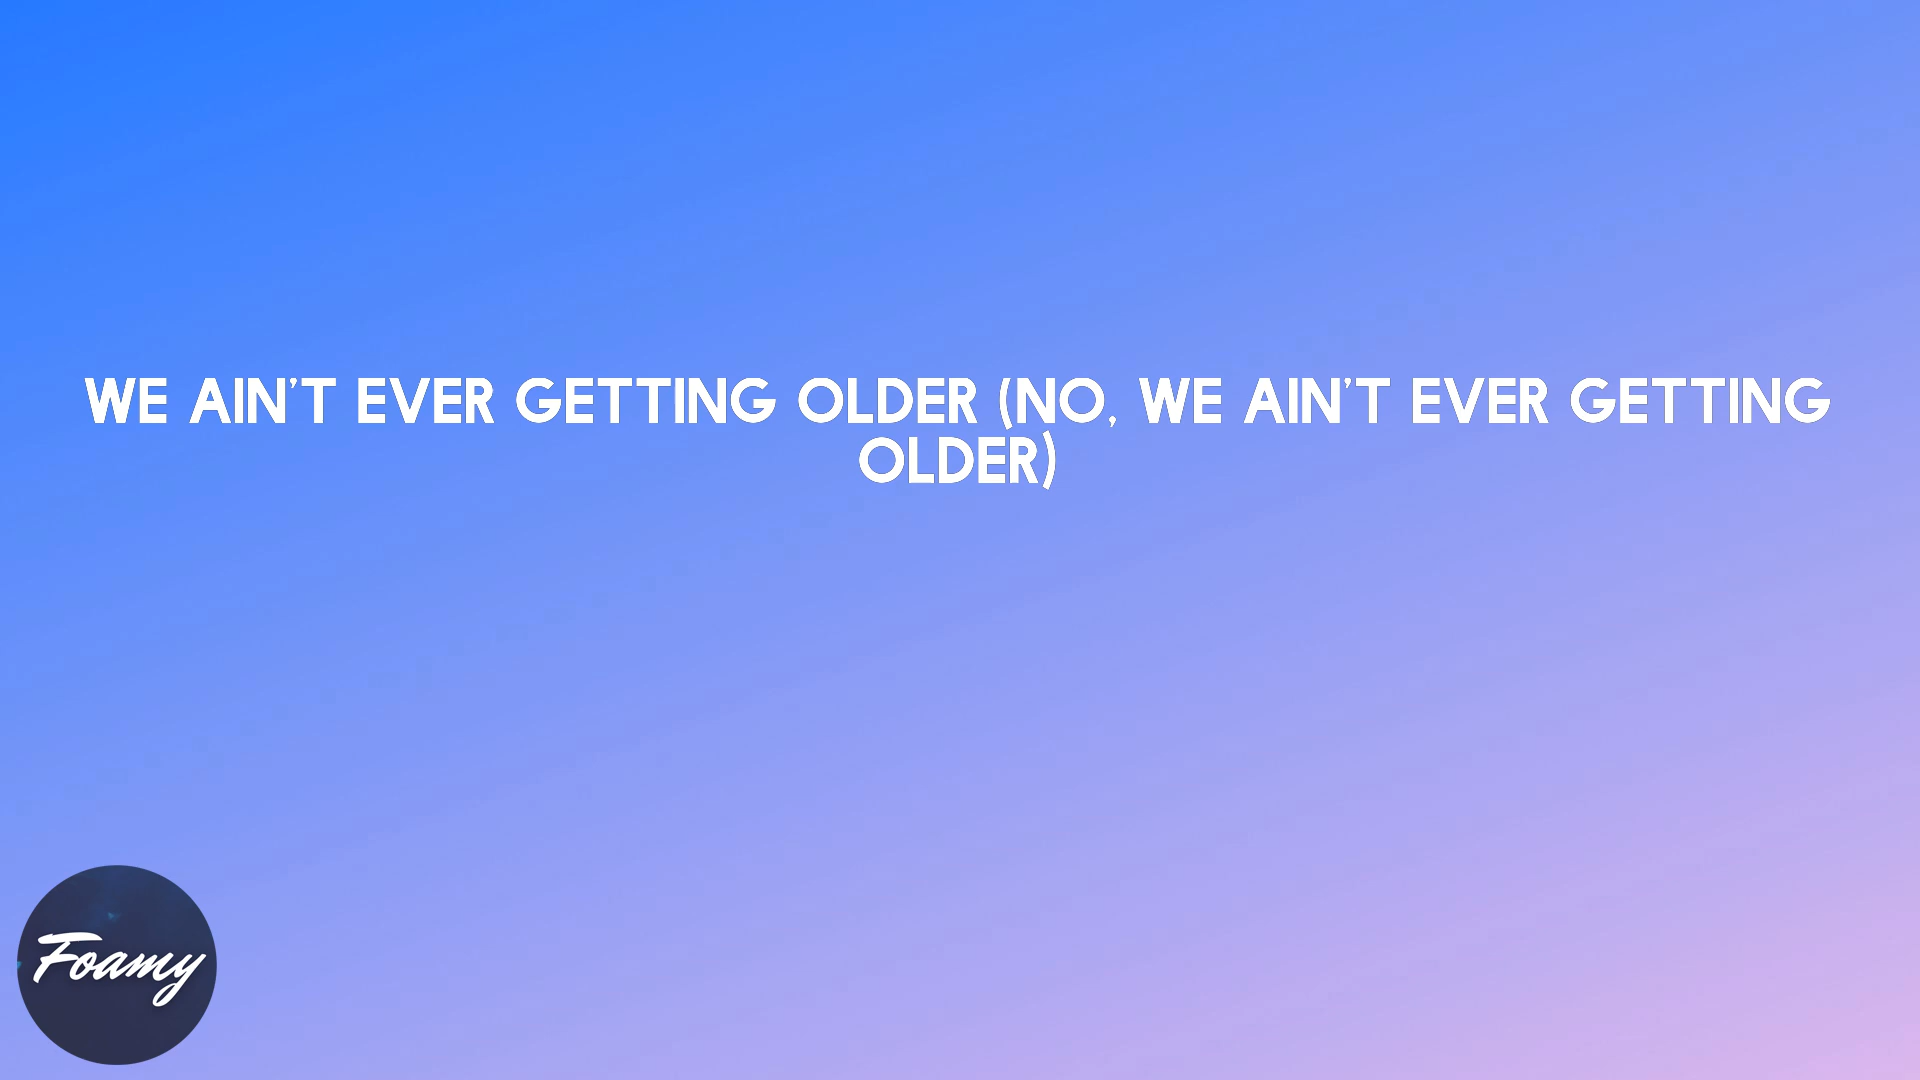 WE AIN'T EVER GETTING OLDER (NO, WE AIN'T EVER GETTING
OLDER)
Foamy